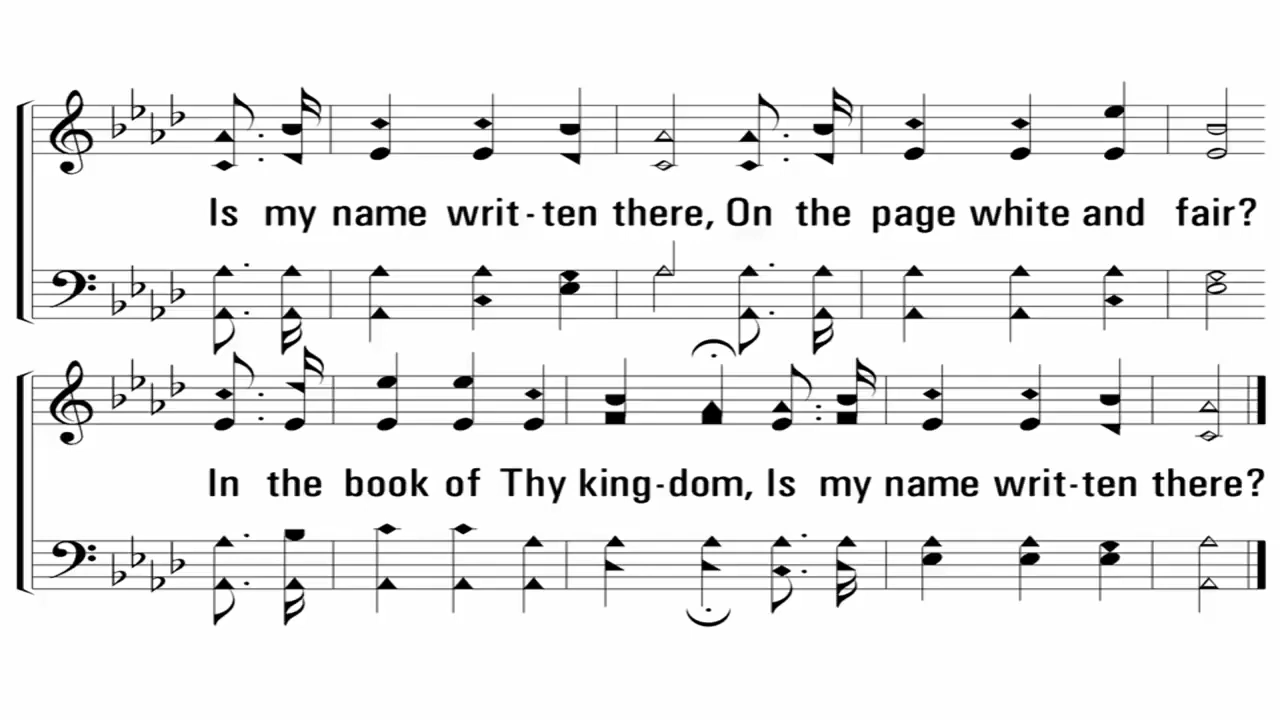 Is my name writ-ten there, On the page white and fair?
In the book of Thy king-dom, Is my name writ-ten there?